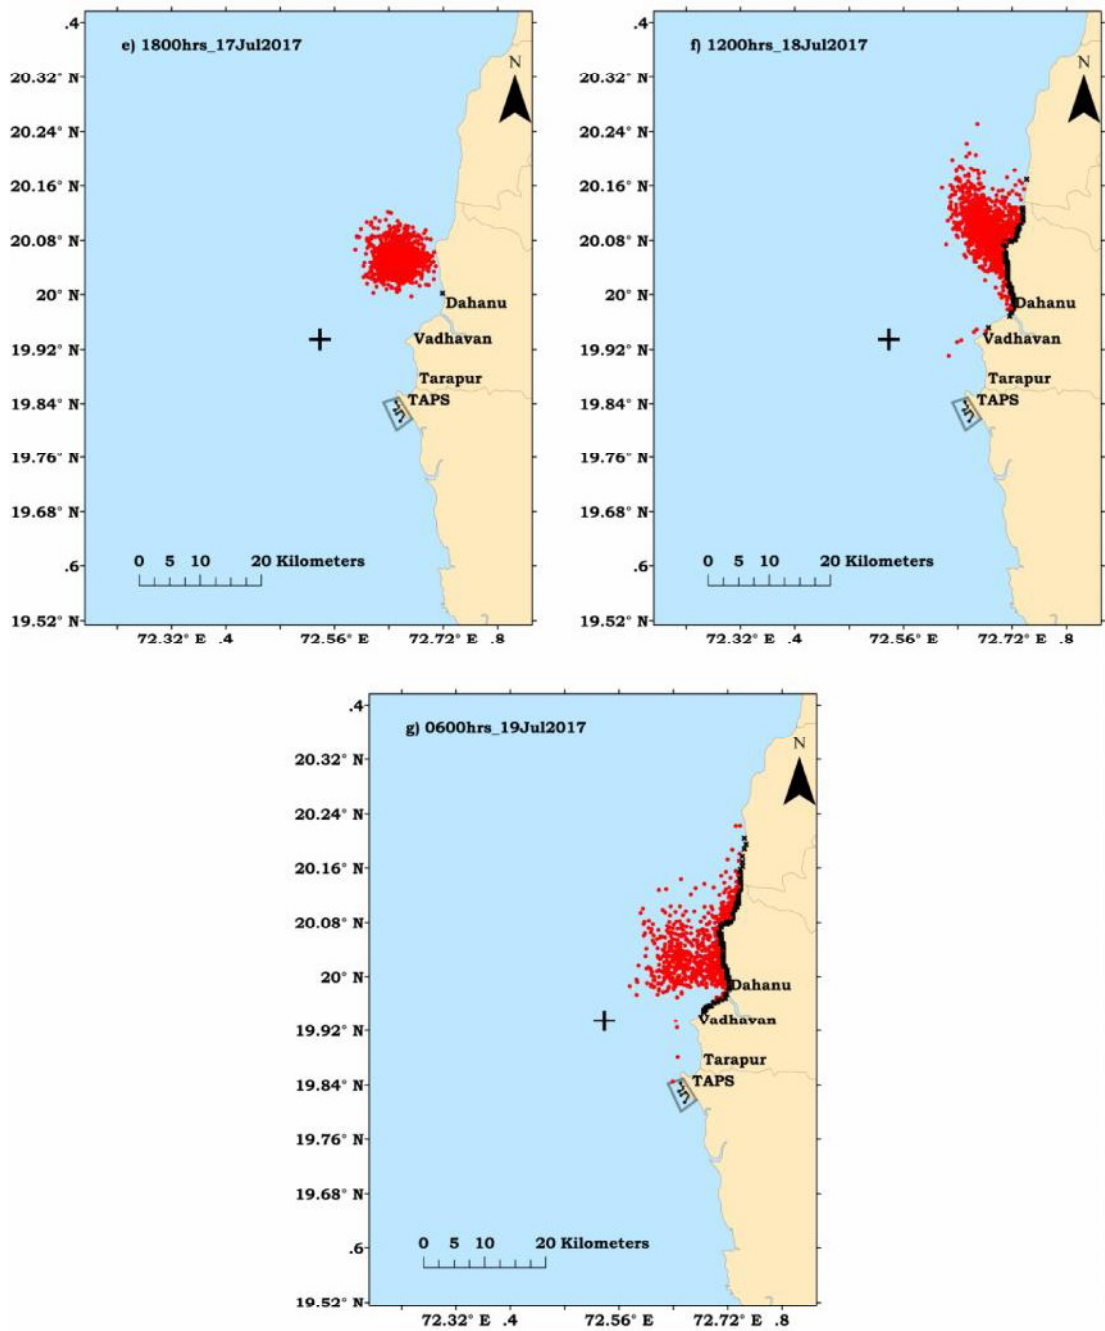 e) 1800hrs_17Jul2017
N
.4
20.32° N
20.24° N
20.16° N
20.08° N
20° N
19.92° N
19.84° N
19.76° N
19.68° N
.6
19.52° N
Dahanu
Vadhavan
Tarapur
TAPS
0 5 10 20 Kilometers
72.32° E .4 72.56° E 72.72° E .8
f) 1200hrs_18Jul2017
N
.4
20.32° N
20.24° N
20.16° N
20.08° N
20° N
19.92° N
19.84° N
19.76° N
19.68° N
.6
19.52° N
Dahanu
Vadhavan
Tarapur
TAPS
0 5 10 20 Kilometers
72.32° E .4 72.56° E 72.72° E .8
g) 0600hrs_19Jul2017
N
.4
20.32° N
20.24° N
20.16° N
20.08° N
20° N
19.92° N
19.84° N
19.76° N
19.68° N
.6
19.52° N
Dahanu
Vadhavan
Tarapur
TAPS
0 5 10 20 Kilometers
72.32° E .4 72.56° E 72.72° E .8